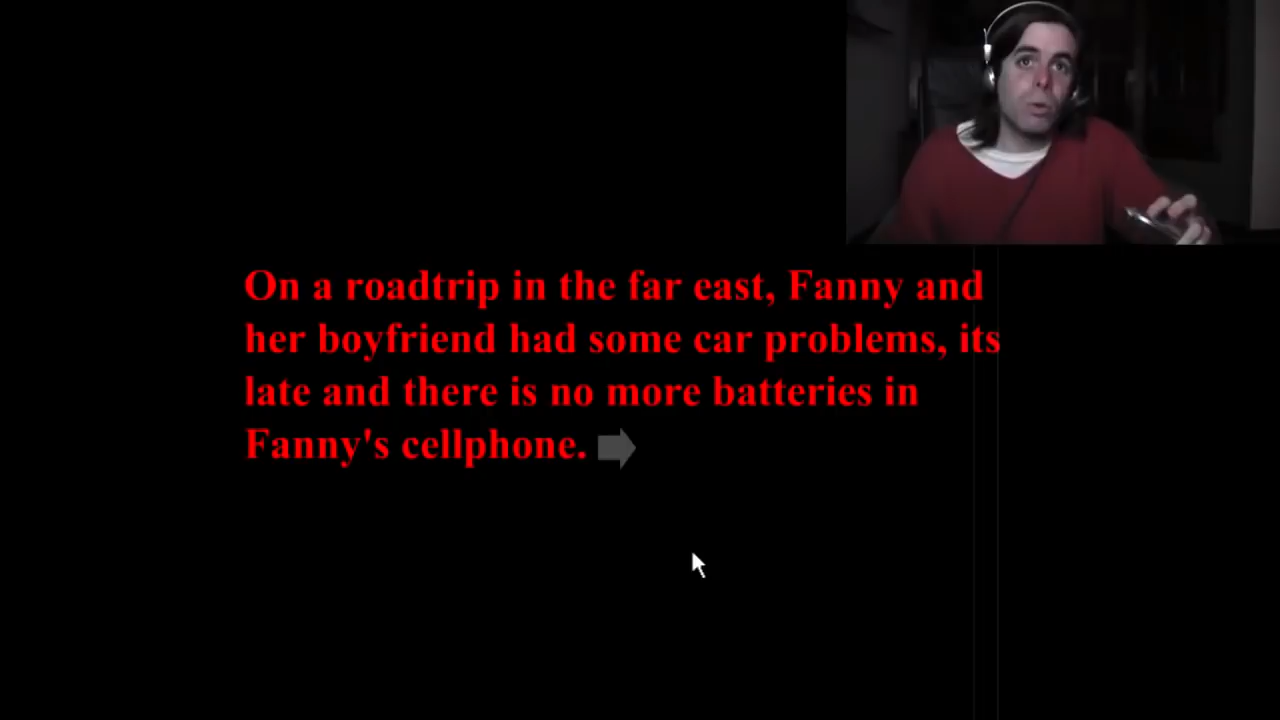 On a roadtrip in the far east, Fanny and
her boyfriend had some car problems, its
late and there is no more batteries in
Fanny's cellphone.